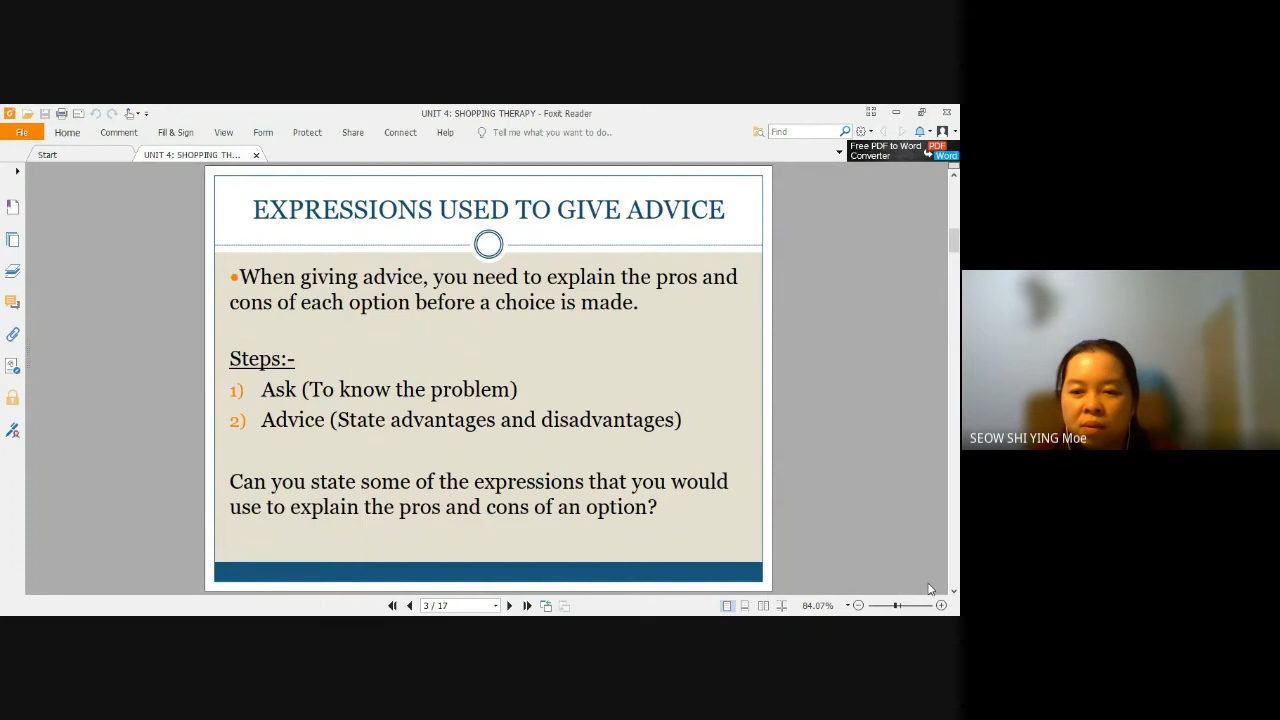 UNIT 4: SHOPPING THERAPY - Foxit Reader
File Home Comment Fill & Sign View Form Protect Share Connect Help Tell me what you want to do.. Find
Start UNIT 4: SHOPPING TH... Free PDF to Word Converter PDF Word
EXPRESSIONS USED TO GIVE ADVICE
•When giving advice, you need to explain the pros and
cons of each option before a choice is made.
Steps:-
1) Ask (To know the problem)
2) Advice (State advantages and disadvantages)
Can you state some of the expressions that you would
use to explain the pros and cons of an option?
3 / 17 84.07%
SEOW SHI YING Moe